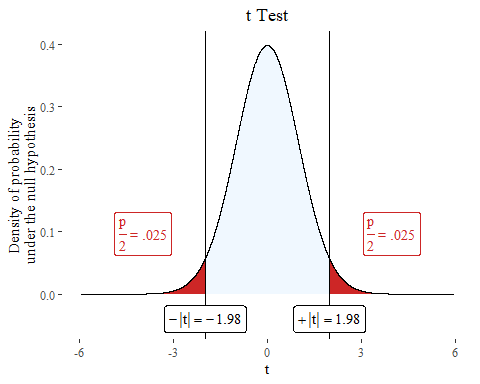 t Test
Density of probability
under the null hypothesis
0.4
0.3
0.2
0.1
0.0
p/2 = .025
p/2 = .025
−|t| = −1.98
+|t| = 1.98
-6
-3
0
3
6
t